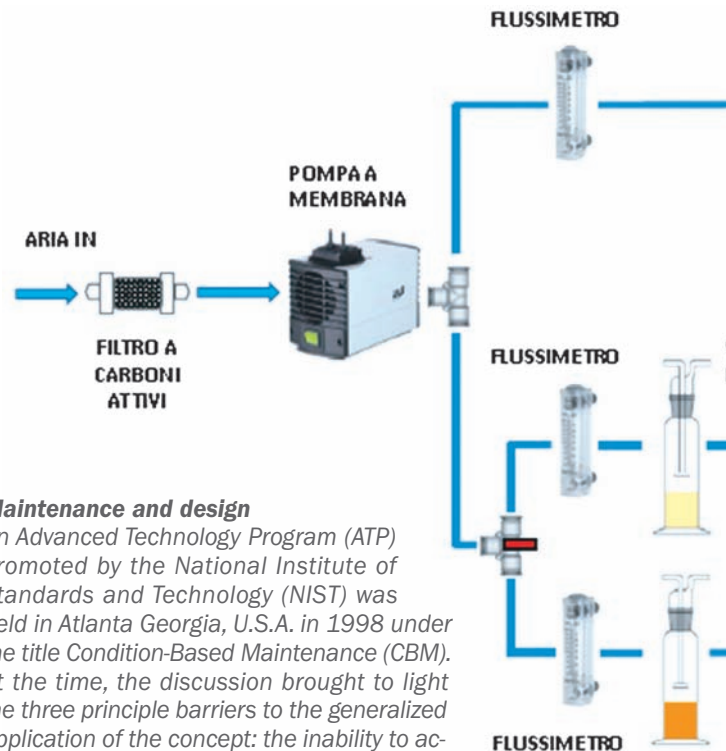 FLUSSIMETRO
POMPA A
MEMBRANA
ARIA IN
FILTRO A
CARBONI
ATTIVI
FLUSSIMETRO
aintenance and design
n Advanced Technology Program (ATP)
romoted by the National Institute of
tandards and Technology (NIST) was
eld in Atlanta Georgia, U.S.A. in 1998 under
e title Condition-Based Maintenance (CBM).
t the time, the discussion brought to light
e three principle barriers to the generalized
pplication of the concept: the inability to ac-
FLUSSIMETRO